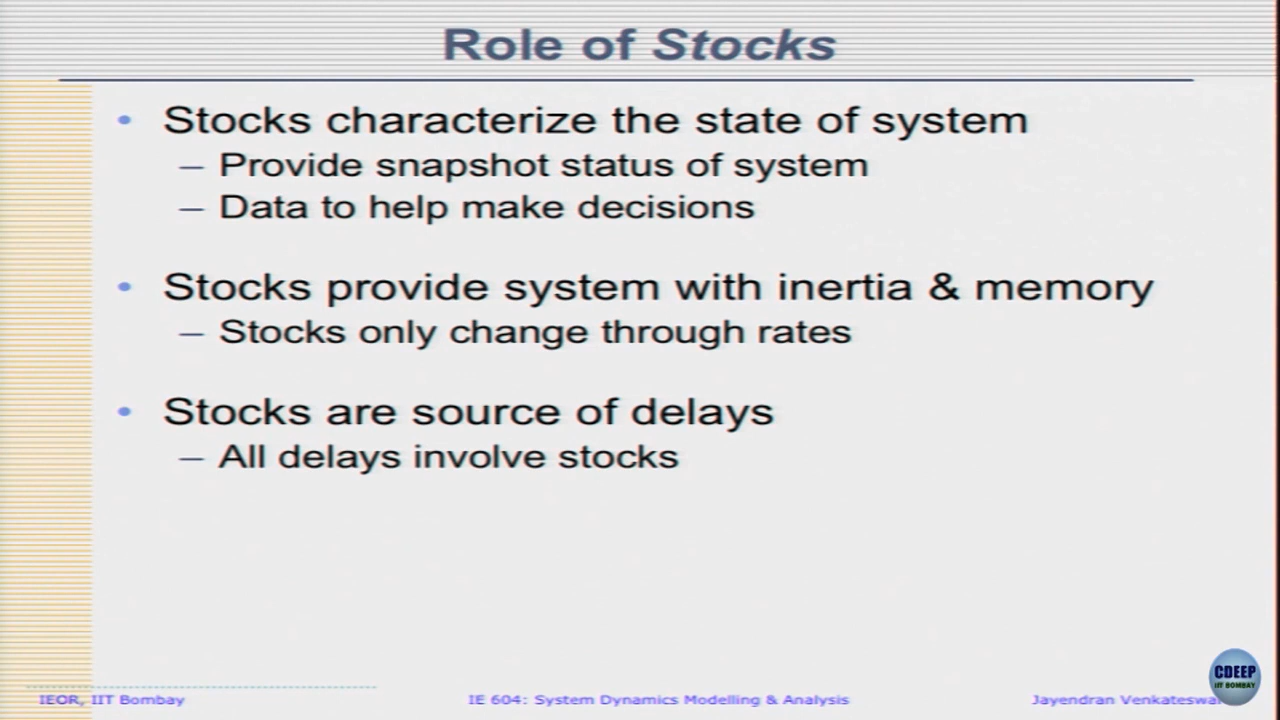 Role of Stocks
• Stocks characterize the state of system
– Provide snapshot status of system
– Data to help make decisions
• Stocks provide system with inertia & memory
– Stocks only change through rates
• Stocks are source of delays
– All delays involve stocks
CDEEP
IIT BOMBAY
IEOR, IIT Bombay
IE 604: System Dynamics Modelling & Analysis
Jayendran